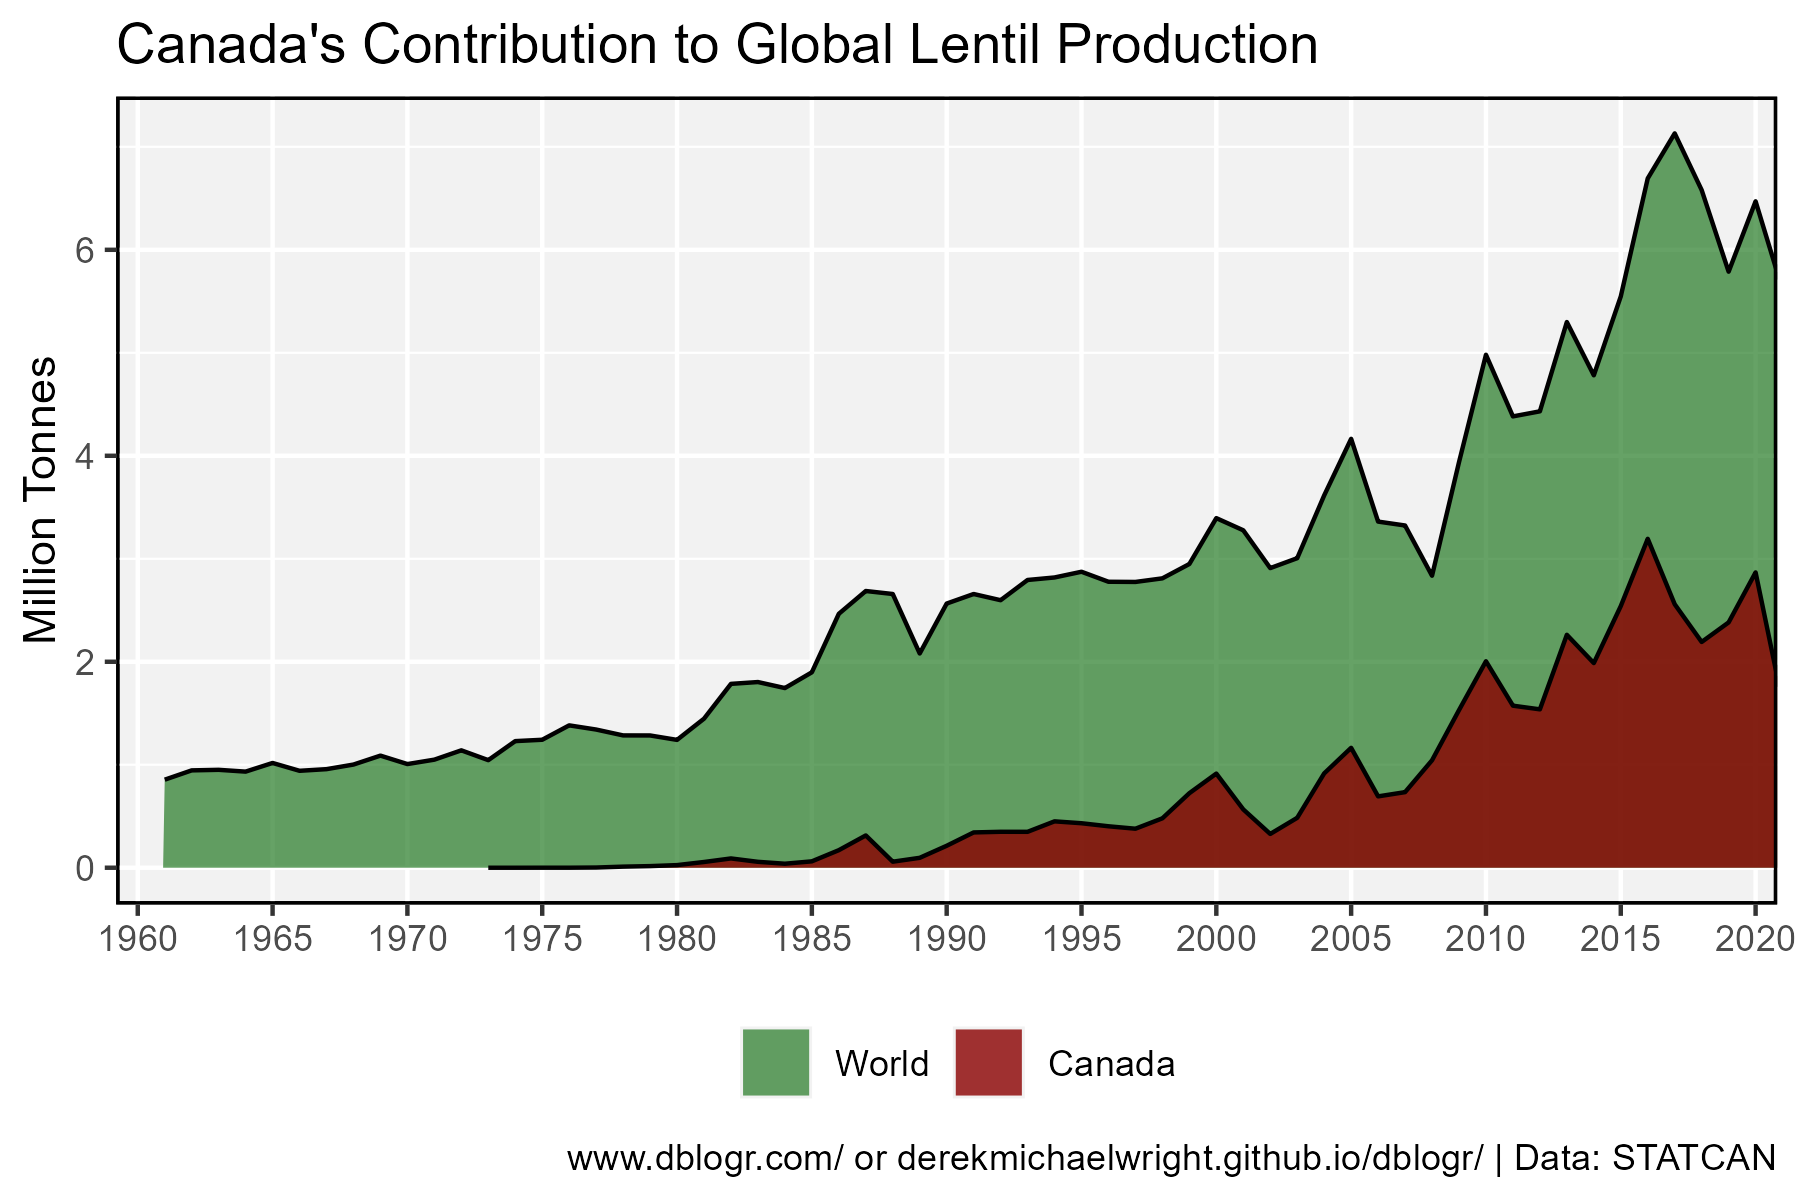 Canada's Contribution to Global Lentil Production
Million Tonnes
6
4
2
0
1960 1965 1970 1975 1980 1985 1990 1995 2000 2005 2010 2015 2020
World Canada
www.dblogr.com/ or derekmichaelwright.github.io/dblogr/ | Data: STATCAN